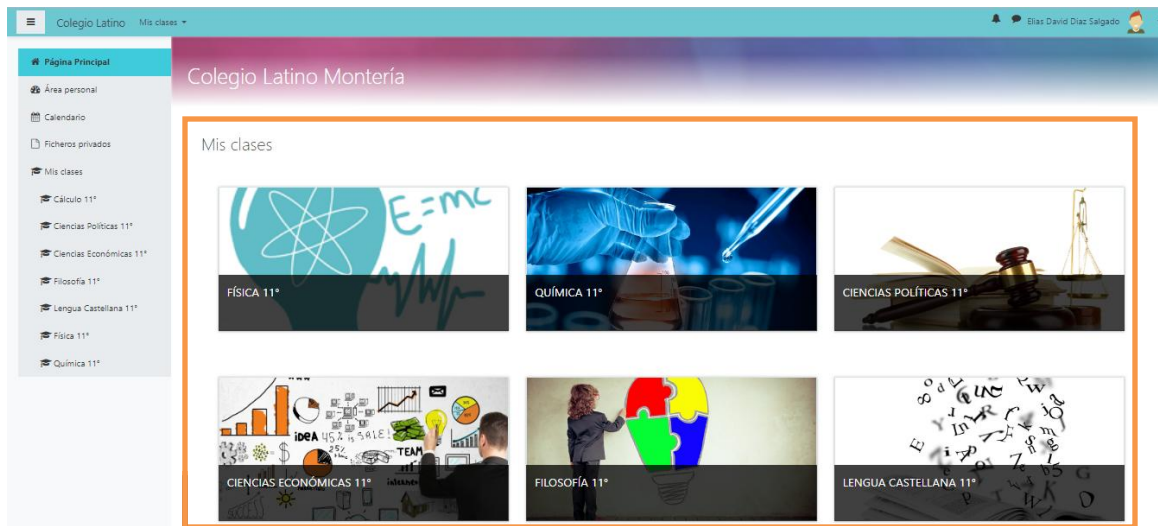 Colegio Latino Mis clases
Elias David Diaz Salgado
Página Principal
Área personal
Calendario
Ficheros privados
Mis clases
Cálculo 11°
Ciencias Políticas 11°
Ciencias Económicas 11°
Filosofía 11°
Lengua Castellana 11°
Física 11°
Química 11°
Colegio Latino Montería
Mis clases
E=mc
FÍSICA 11°
QUÍMICA 11°
CIENCIAS POLÍTICAS 11°
IDEA 45%
SALE!
25%
TEAM
CIENCIAS ECONÓMICAS 11°
FILOSOFÍA 11°
LENGUA CASTELLANA 11°